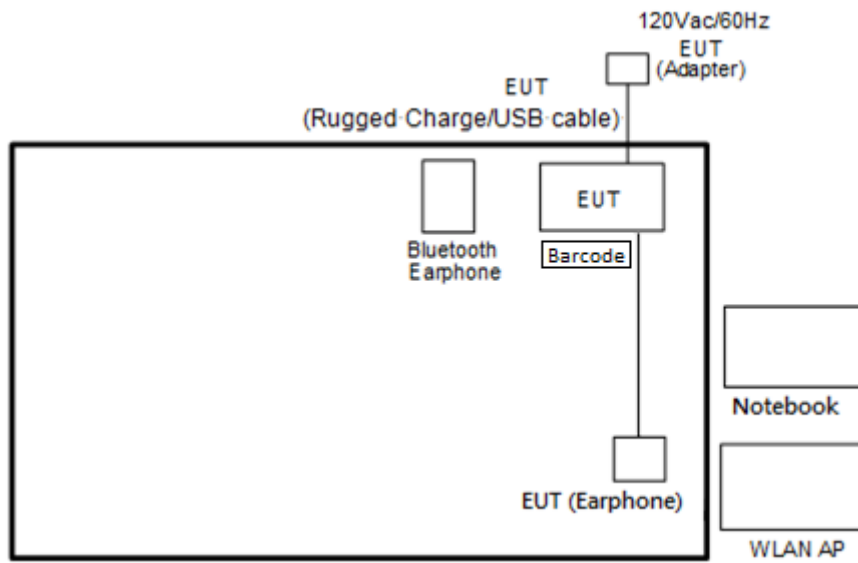 120Vac/60Hz
EUT
(Adapter)
EUT
(Rugged Charge/USB cable)
EUT
Bluetooth
Earphone
Barcode
Notebook
EUT (Earphone)
WLAN AP